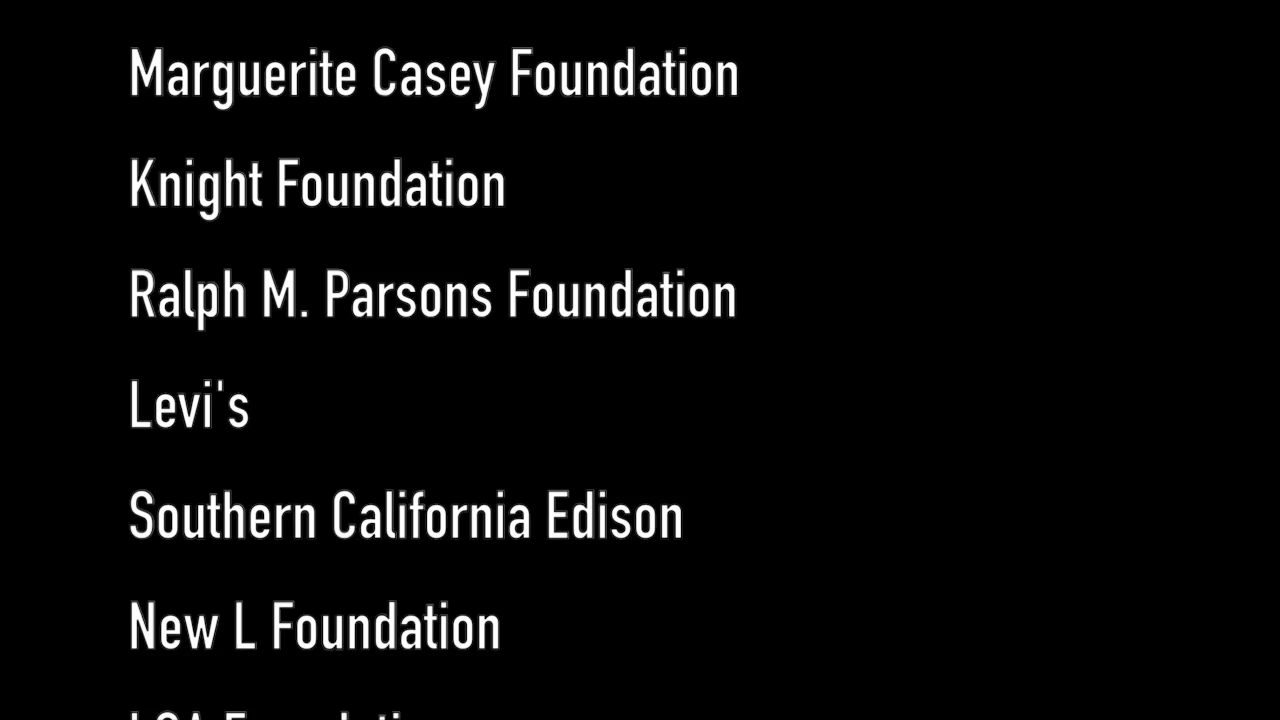 Marguerite Casey Foundation
Knight Foundation
Ralph M. Parsons Foundation
Levi's
Southern California Edison
New L Foundation